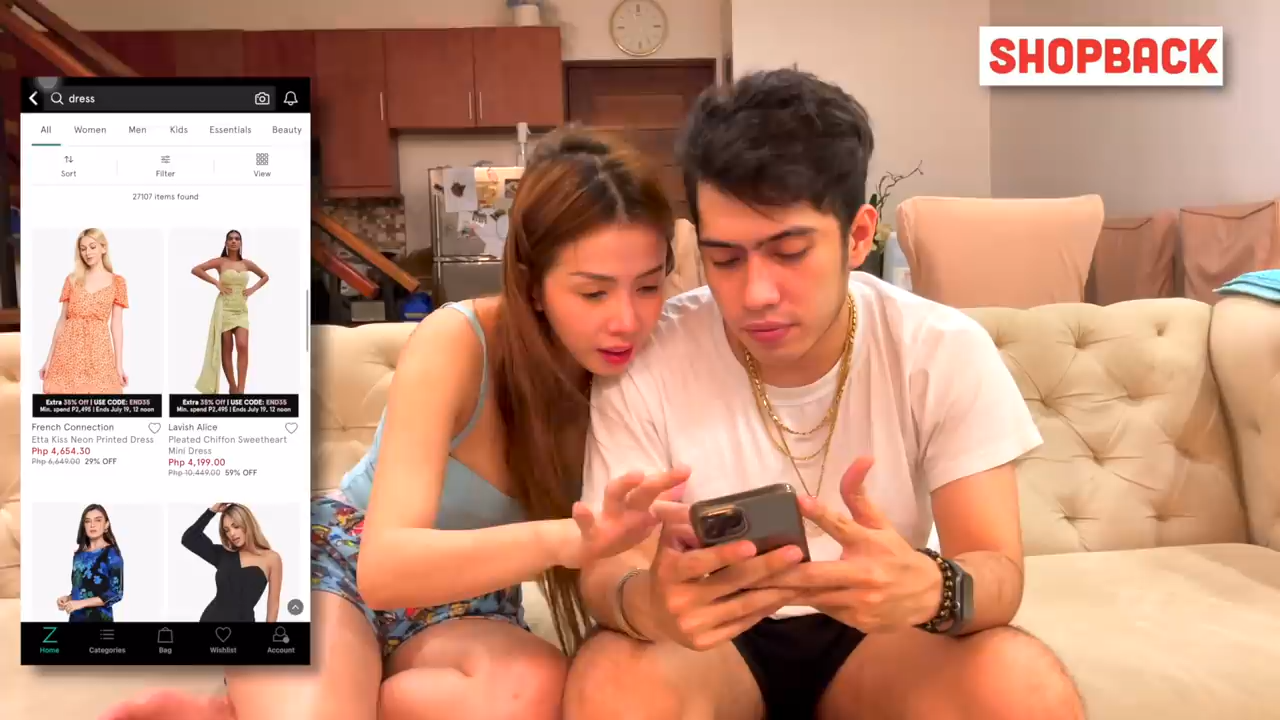 SHOPBACK
dress
All Women Men Kids Essentials Beauty
Sort Filter View
27107 items found
Extra 35% Off | USE CODE: END35
Min. spend P2,495 | Ends July 19, 12 noon
French Connection
Etta Kiss Neon Printed Dress
Php 4,654.30
Php 6,649.00 29% OFF
Extra 35% Off | USE CODE: END35
Min. spend P2,495 | Ends July 19, 12 noon
Lavish Alice
Pleated Chiffon Sweetheart
Mini Dress
Php 4,199.00
Php 10,449.00 59% OFF
Home Categories Bag Wishlist Account